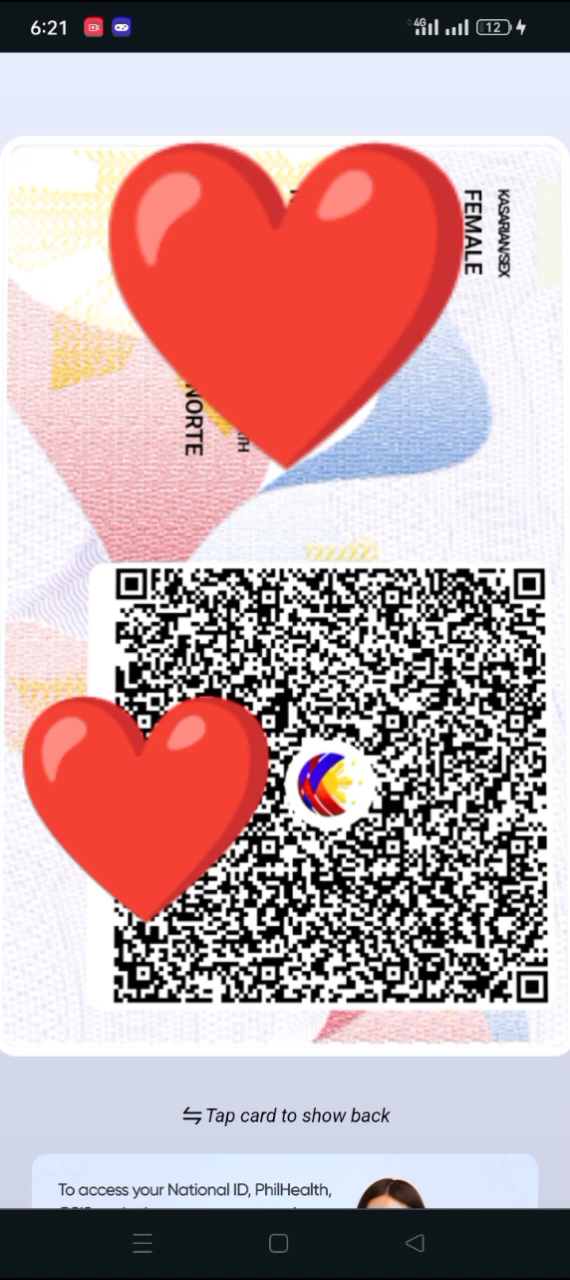 6:21
4G
12
KASARIAN/SEX
FEMALE
NORTE
Tap card to show back
To access your National ID, PhilHealth,